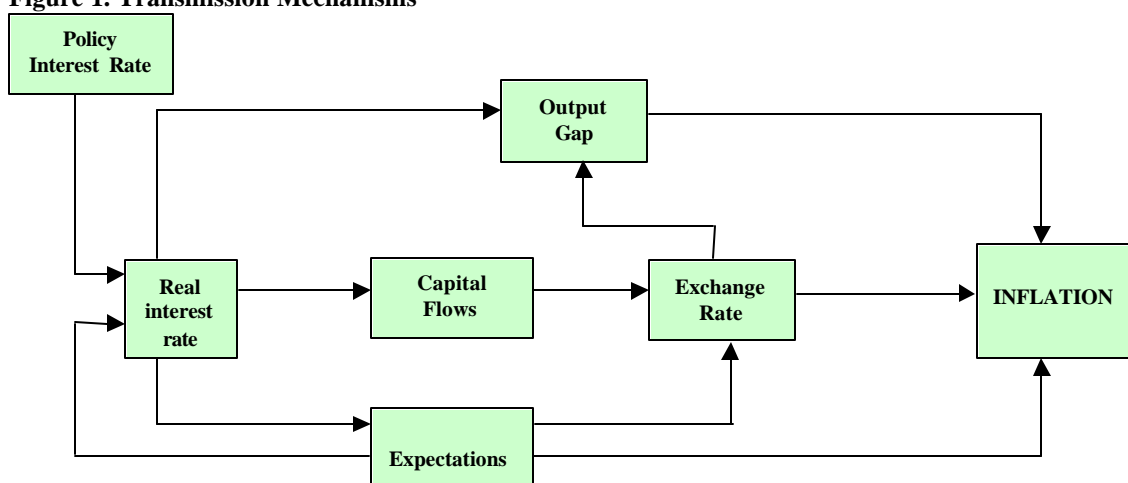 Figure 1. Transmission Mechanisms
Policy
Interest Rate
Output
Gap
Real
interest
rate
Capital
Flows
Exchange
Rate
INFLATION
Expectations